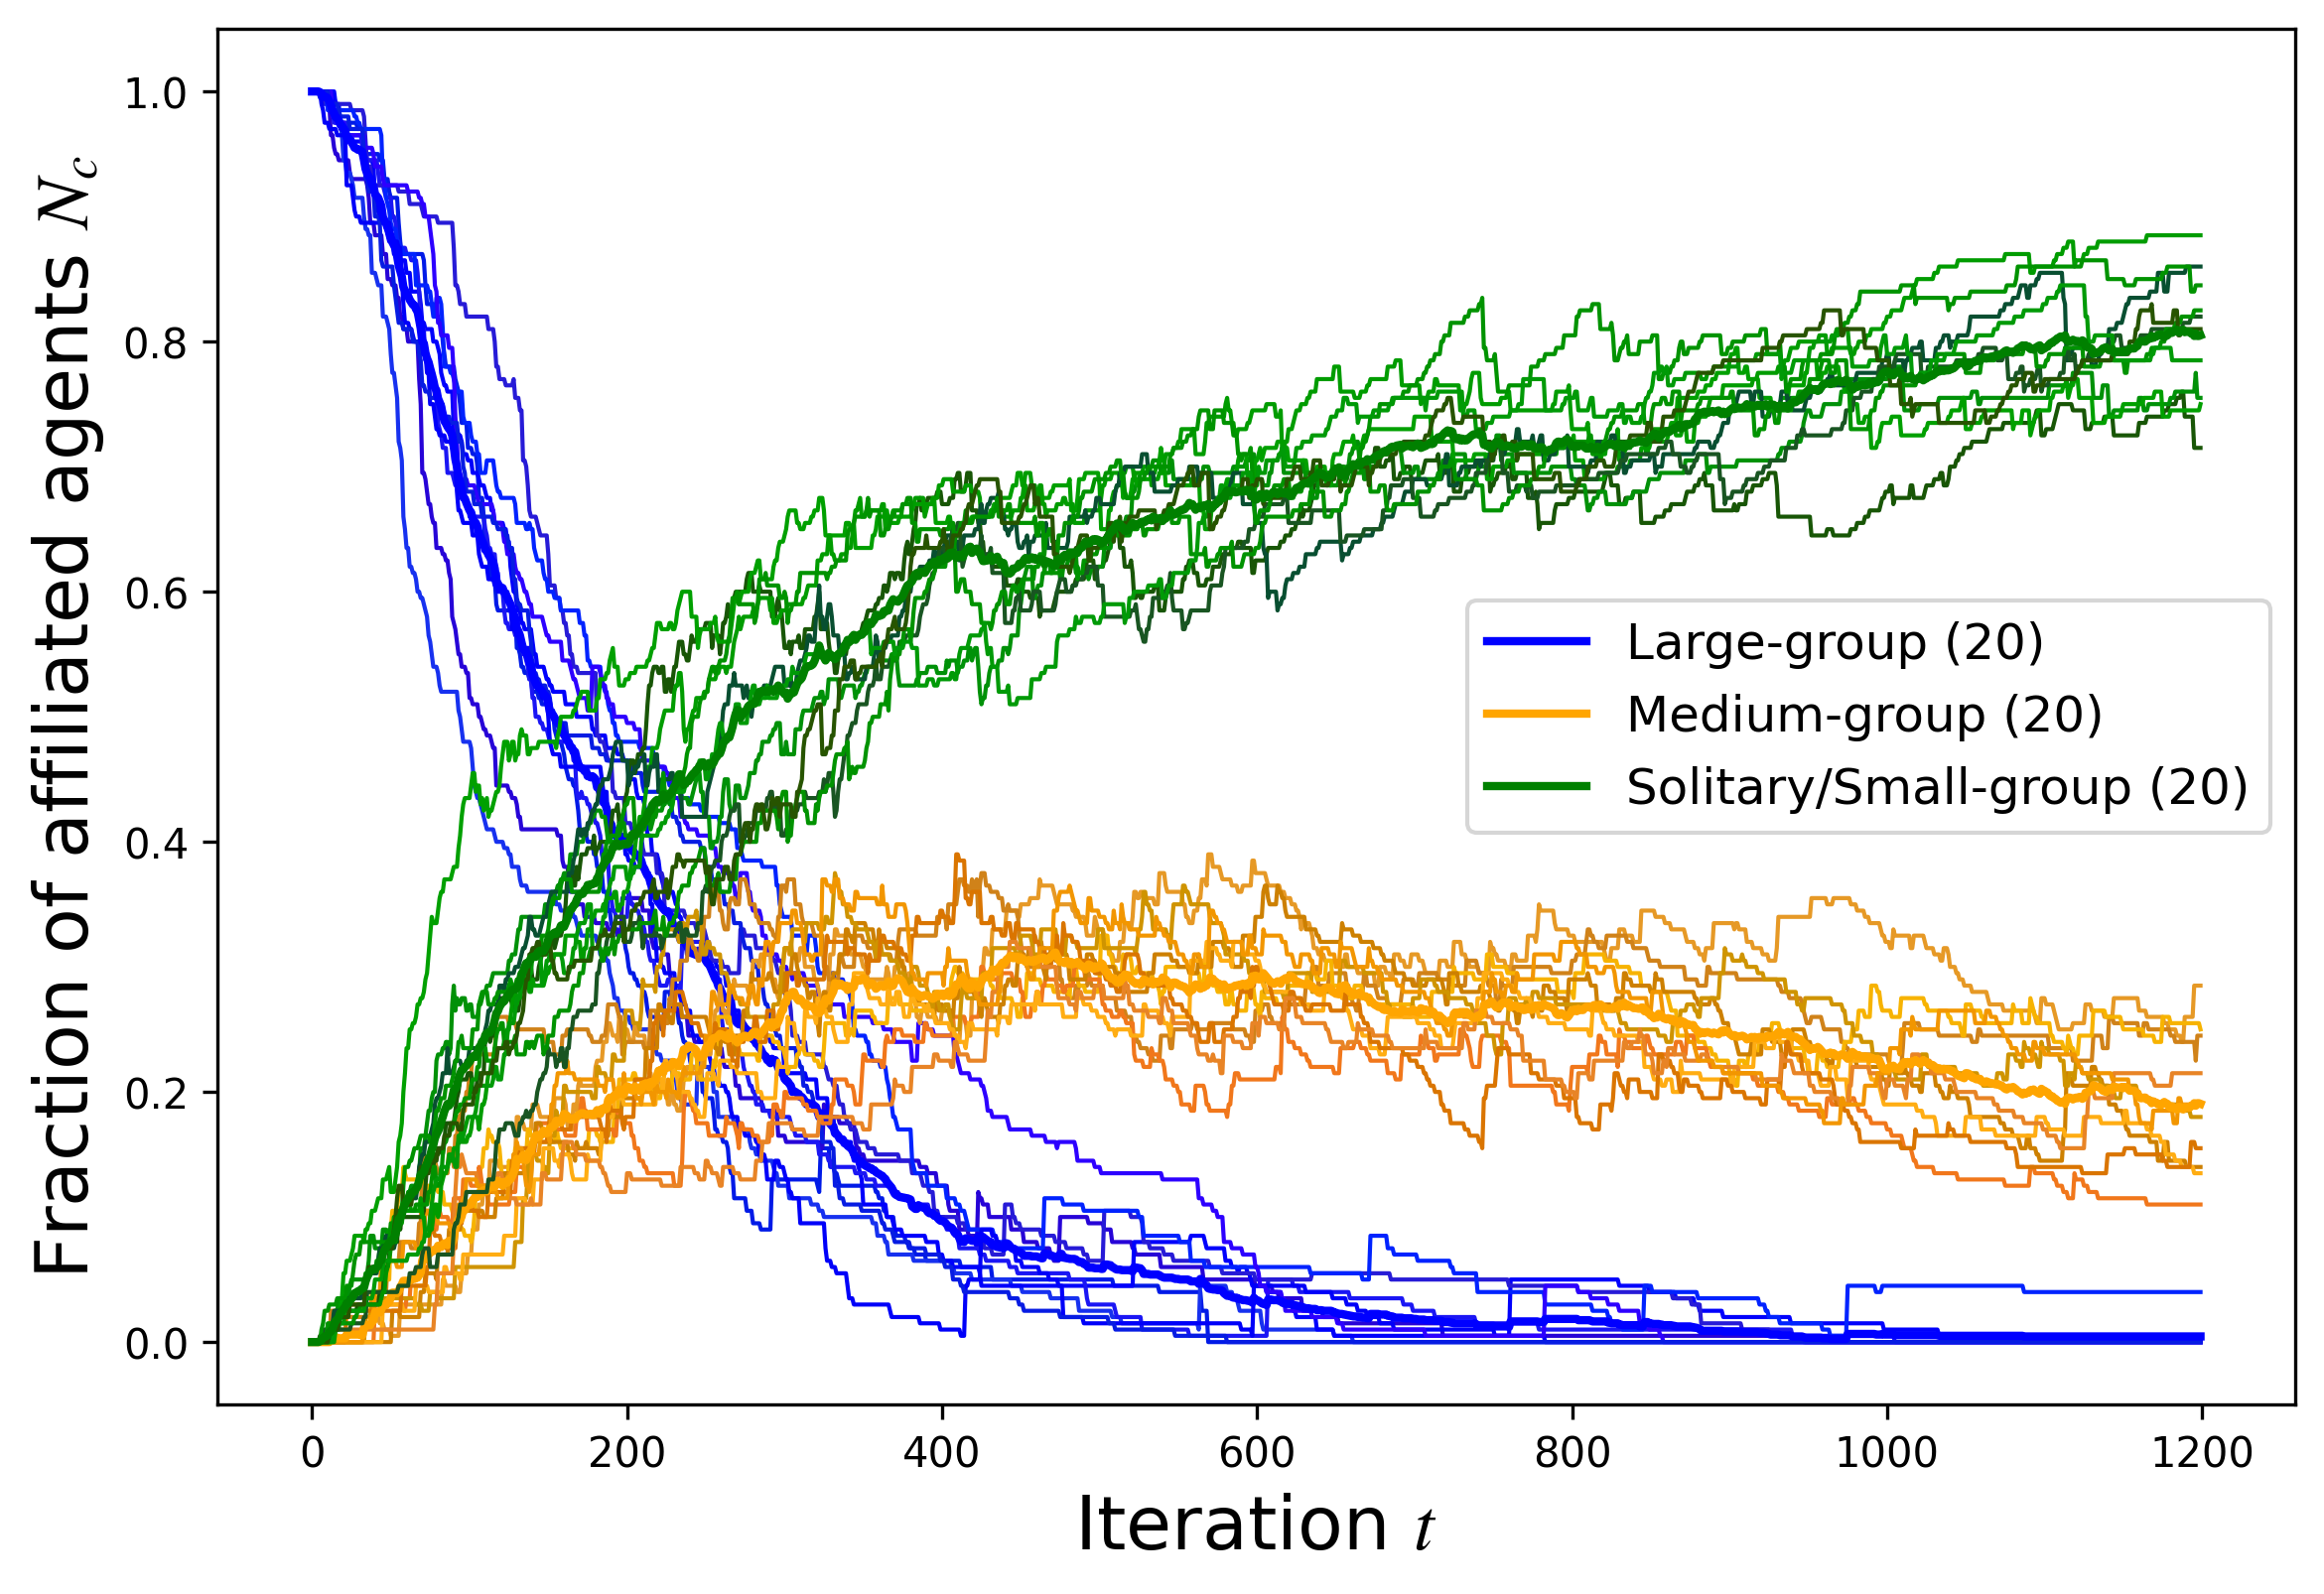 Fraction of affiliated agents N_c
1.0
0.8
0.6
0.4
0.2
0.0
Large-group (20)
Medium-group (20)
Solitary/Small-group (20)
0 200 400 600 800 1000 1200
Iteration t